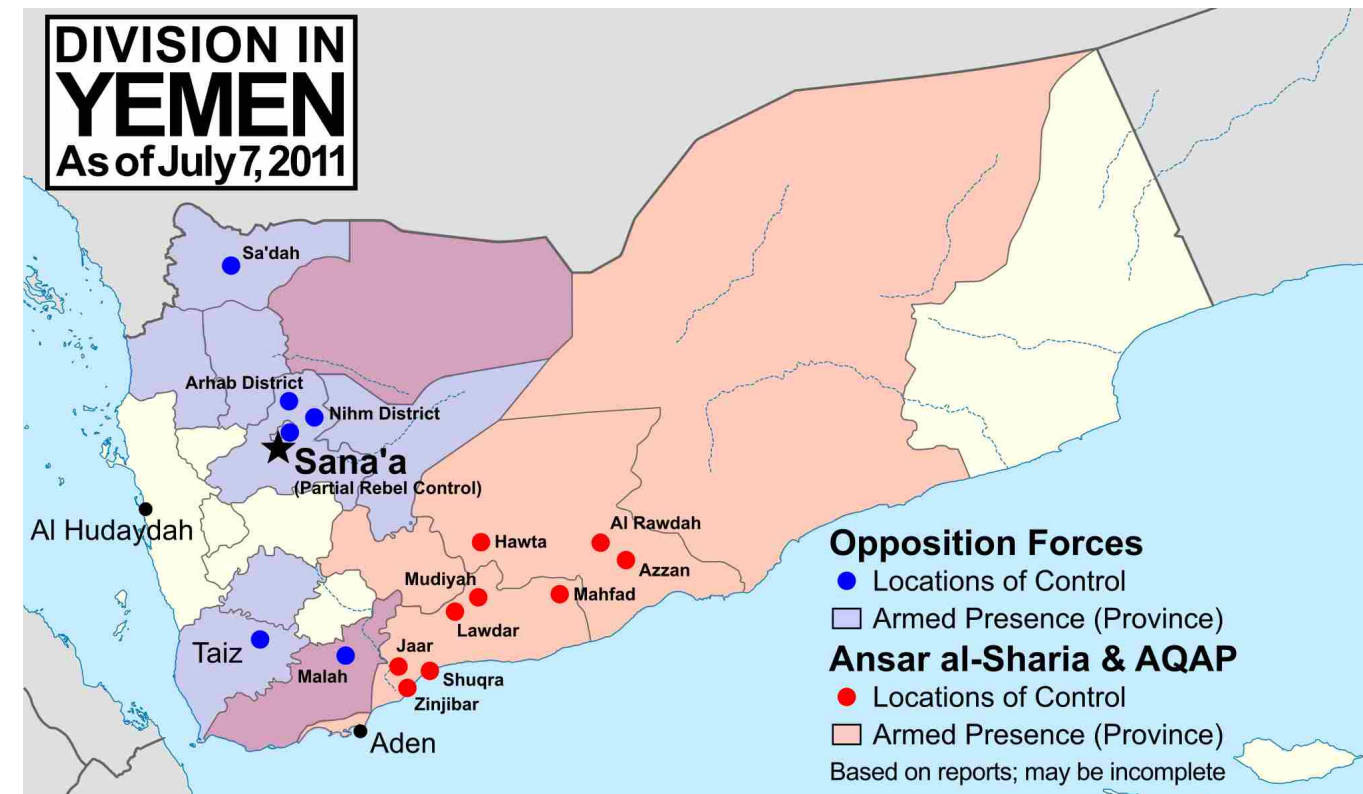 DIVISION IN
YEMEN
As of July 7, 2011
Sa'dah
Arhab District
Nihm District
Sana'a
(Partial Rebel Control)
Al Hudaydah
Hawta
Al Rawdah
Azzan
Mudiyah
Mahfad
Lawdar
Taiz
Malah
Jaar
Shuqra
Zinjibar
Aden
Opposition Forces
Locations of Control
Armed Presence (Province)
Ansar al-Sharia & AQAP
Locations of Control
Armed Presence (Province)
Based on reports; may be incomplete